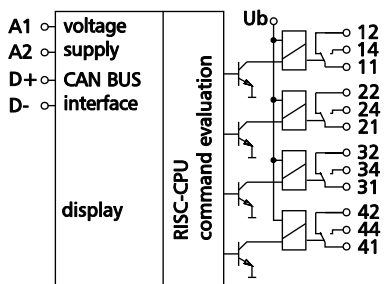 A1 voltage
A2 supply
D+ CAN BUS
D- interface
display
RISC-CPU
command evaluation
Ub
12
14
11
22
24
21
32
34
31
42
44
41